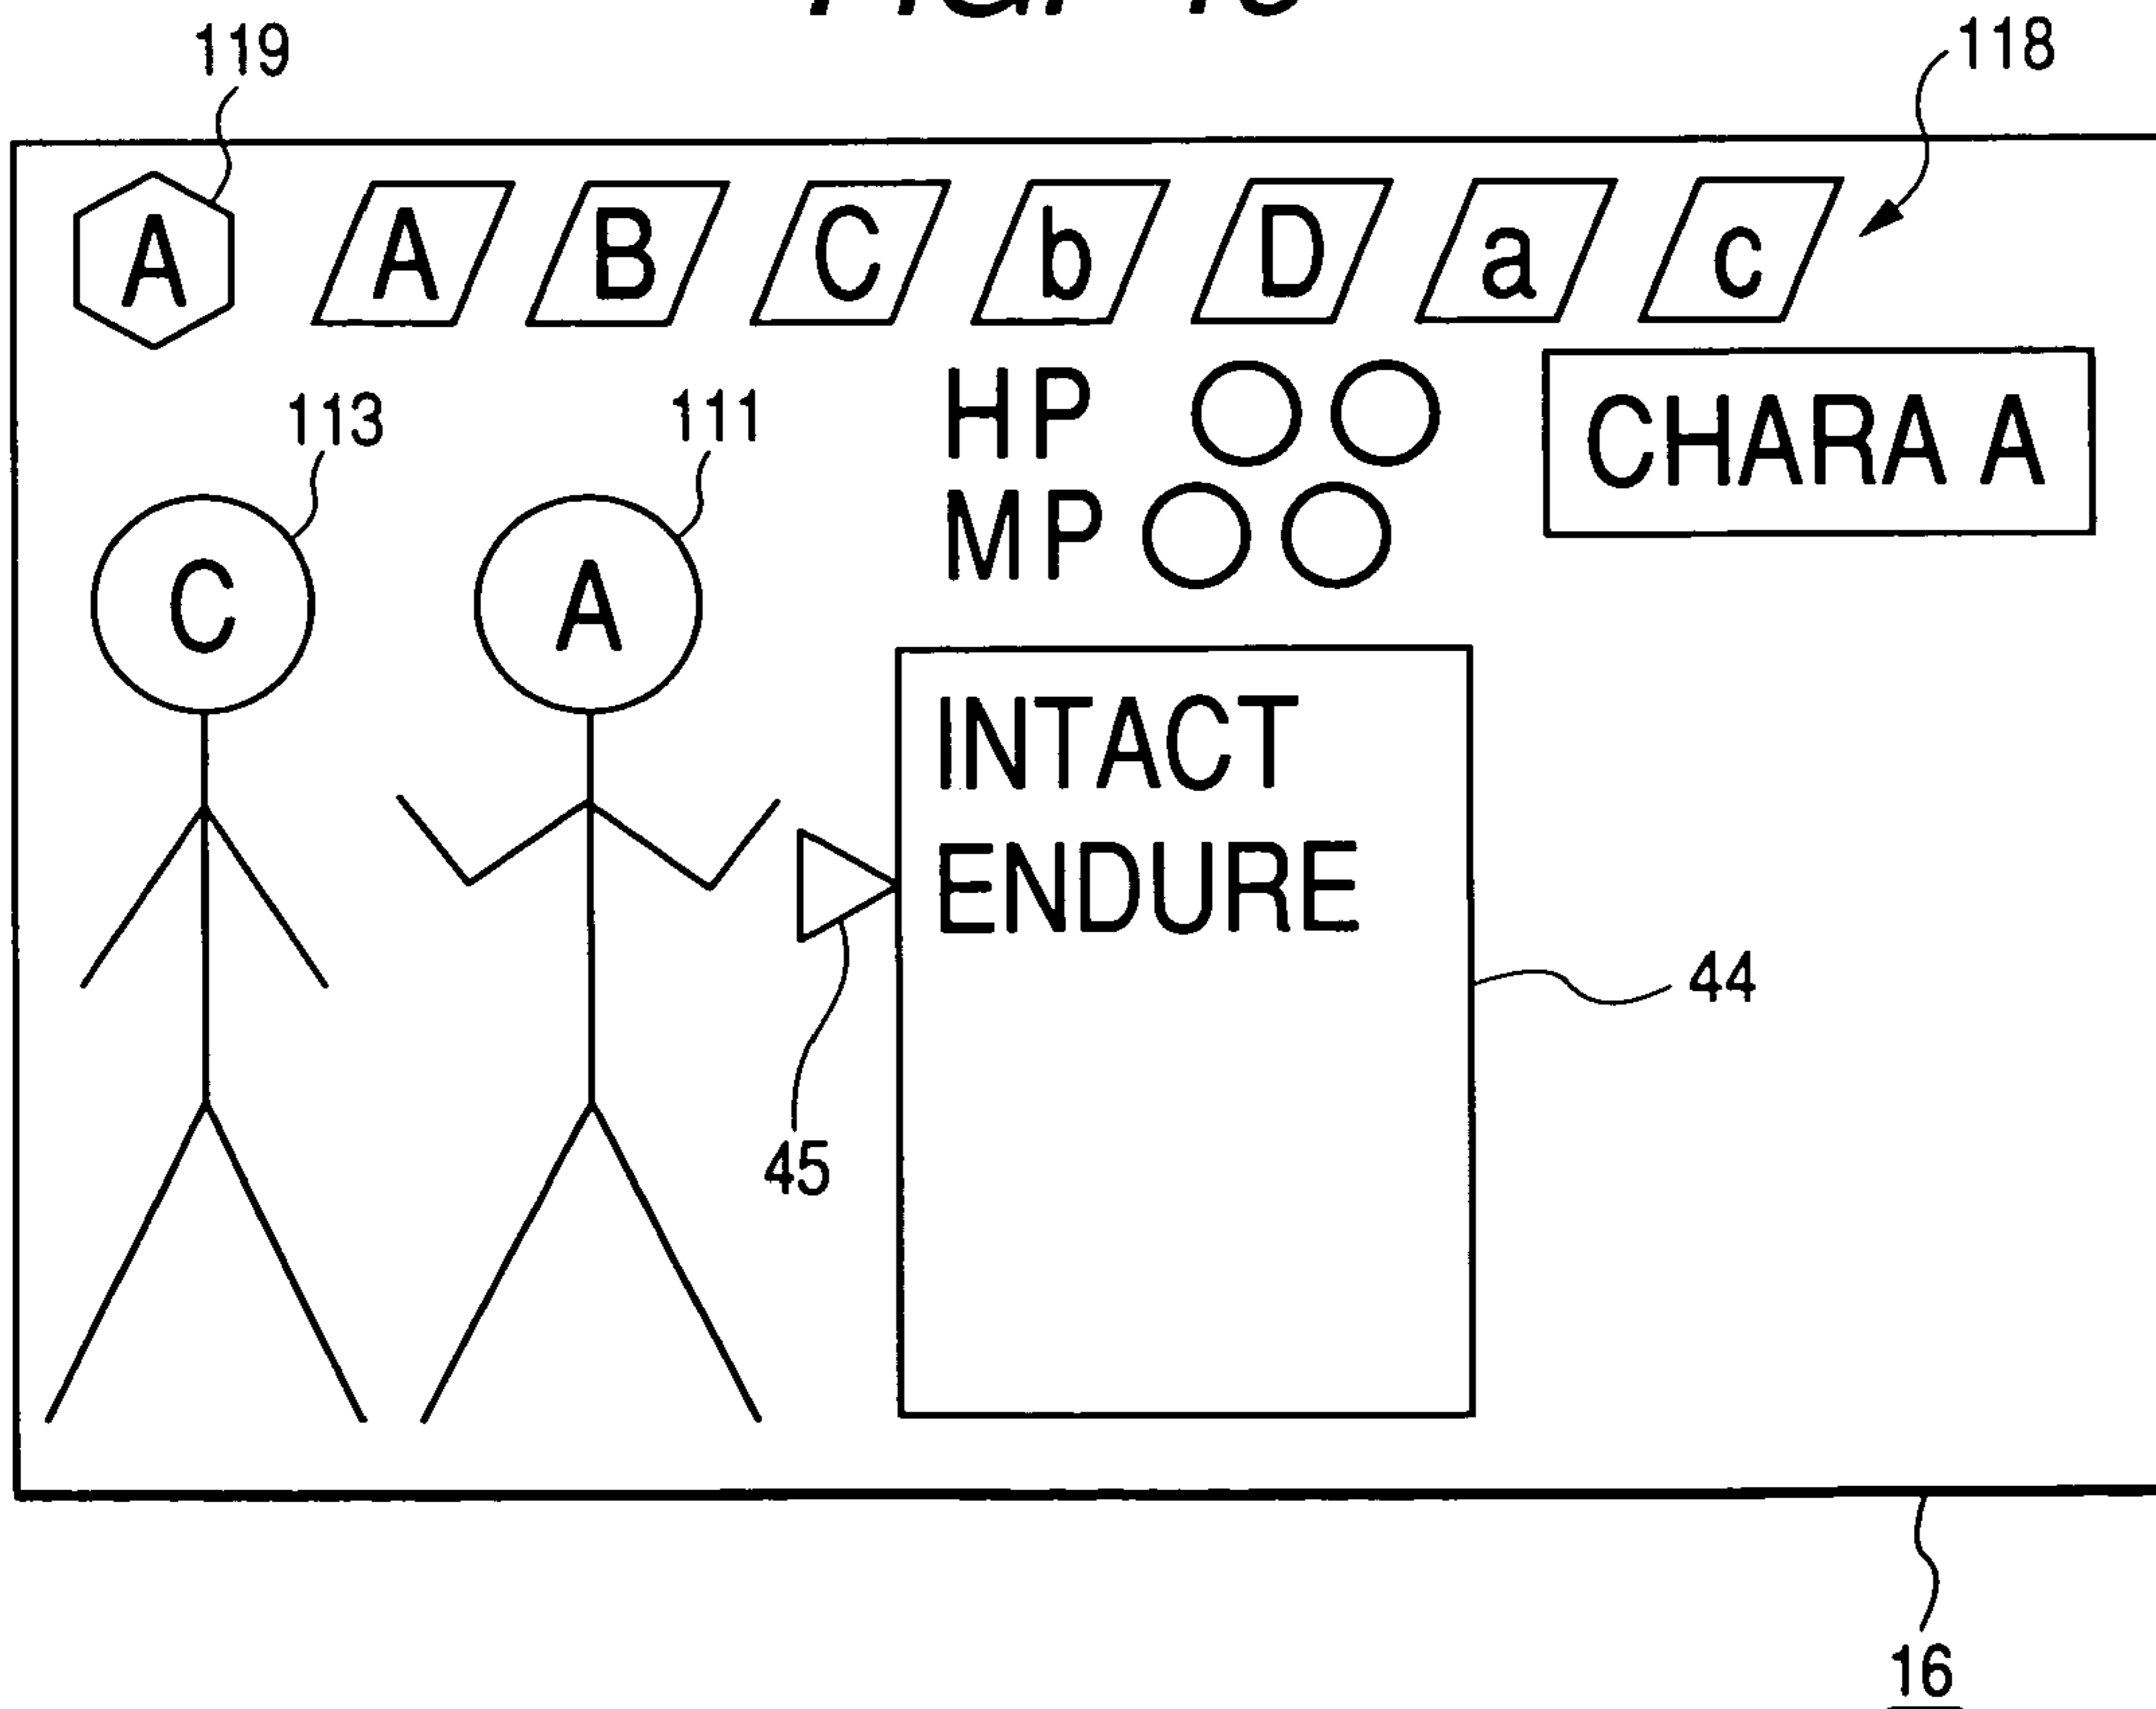 119
118
A A B C b D a c
113
111
HP ○○
MP ○○
CHARA A
C
A
INTACT
ENDURE
44
45
16